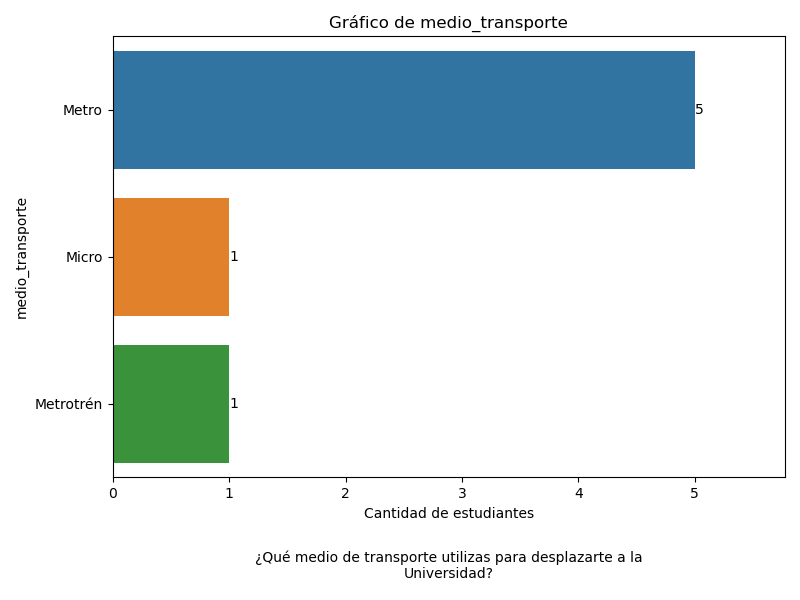 Gráfico de medio_transporte
medio_transporte
Metro
5
Micro
1
Metrotrén
1
0 1 2 3 4 5
Cantidad de estudiantes
¿Qué medio de transporte utilizas para desplazarte a la
Universidad?